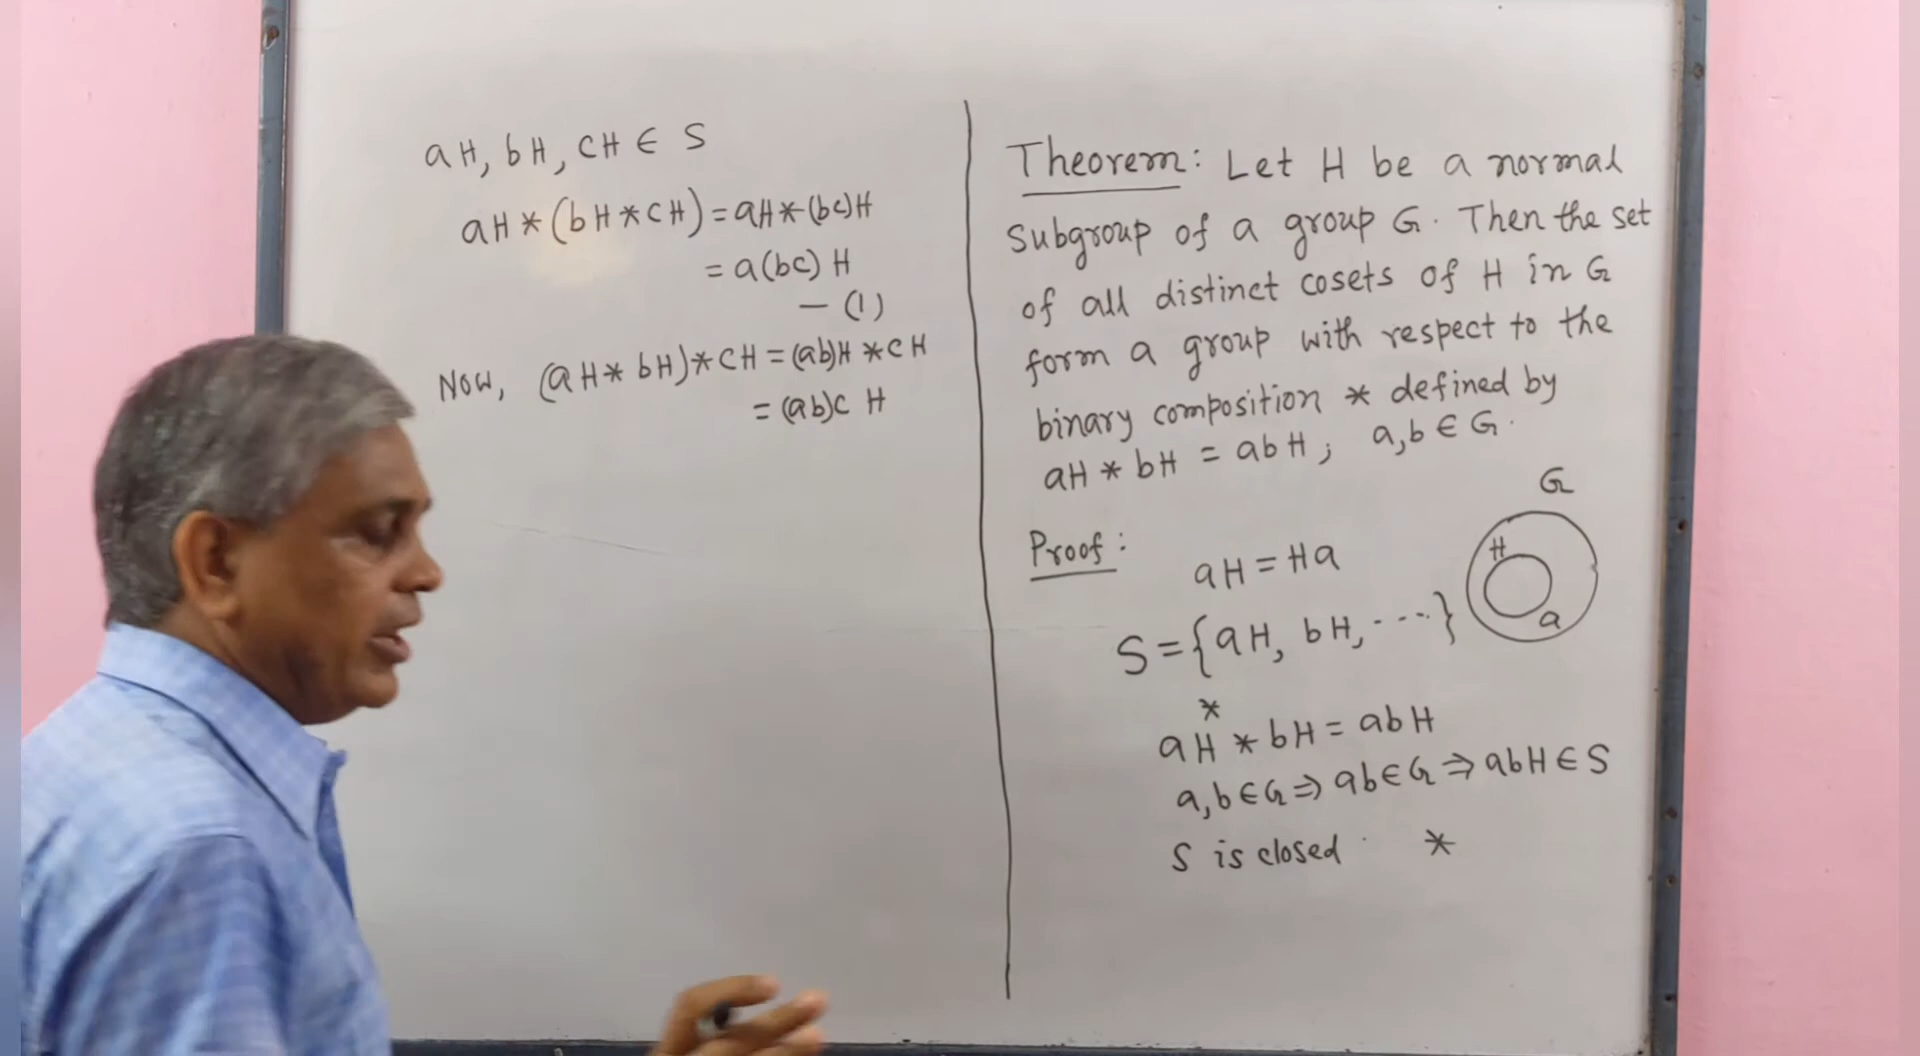 aH, bH, cH ∈ S
aH * (bH * cH) = aH * (bc)H
= a(bc) H
— (1)
Now, (aH * bH) * cH = (ab)H * cH
= (ab)c H
Theorem: Let H be a normal
subgroup of a group G. Then the set
of all distinct cosets of H in G
form a group with respect to the
binary composition * defined by
aH * bH = abH; a,b ∈ G.
Proof:
aH = Ha
S = {aH, bH, ....}
*
aH * bH = abH
a,b ∈ G ⇒ ab ∈ G ⇒ abH ∈ S
S is closed . *
G
H
a